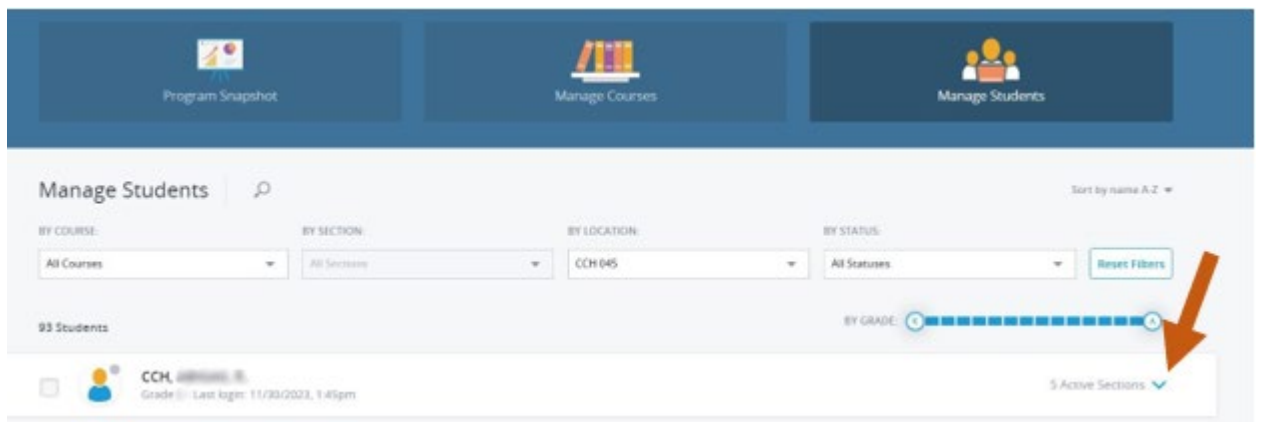 Program Snapshot
Manage Courses
Manage Students
Manage Students
Sort by name A-Z
BY COURSE:
BY SECTION:
BY LOCATION:
BY STATUS:
All Courses
All Sections
CCH 045
All Statuses
Reset Filters
93 Students
BY GRADE:
K
A
CCH,
Grade Last login: 11/30/2023, 1:45pm
5 Active Sections